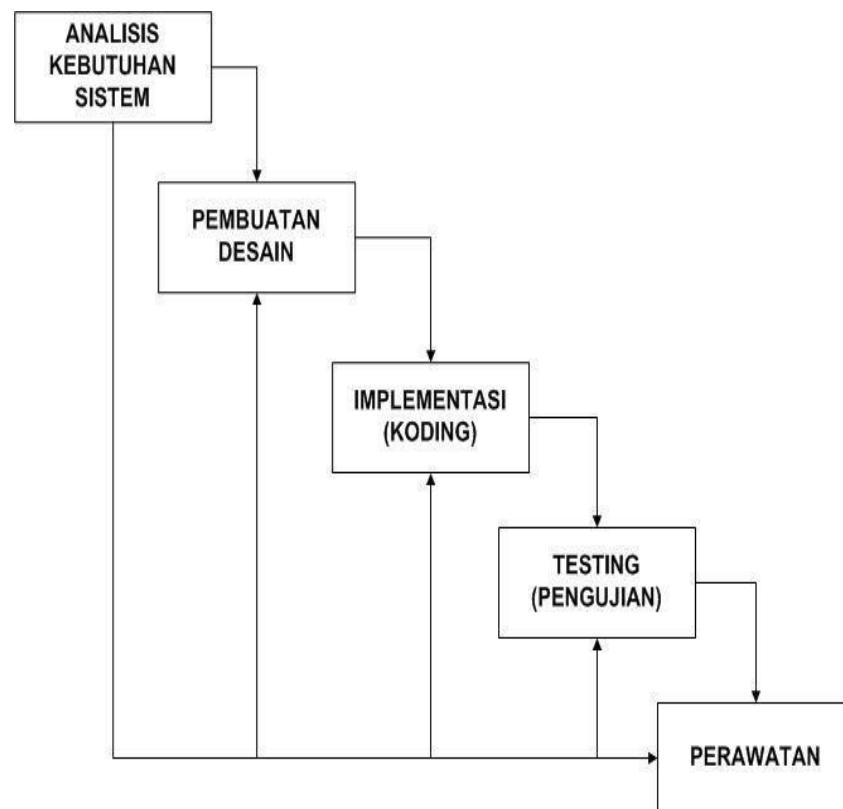 ANALISIS
KEBUTUHAN
SISTEM
PEMBUATAN
DESAIN
IMPLEMENTASI
(KODING)
TESTING
(PENGUJIAN)
PERAWATAN